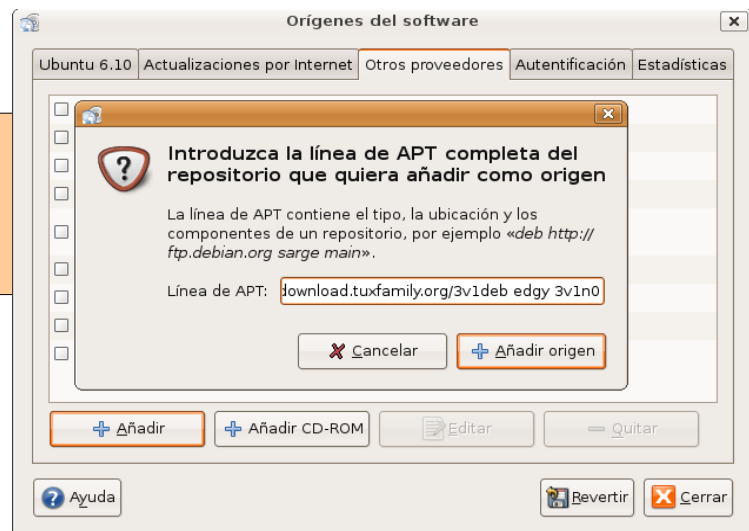 Orígenes del software
Ubuntu 6.10 Actualizaciones por Internet Otros proveedores Autentificación Estadísticas
Introduzca la línea de APT completa del
repositorio que quiera añadir como origen
La línea de APT contiene el tipo, la ubicación y los
componentes de un repositorio, por ejemplo «deb http://
ftp.debian.org sarge main».
Línea de APT: download.tuxfamily.org/3v1deb edgy 3v1n0
Cancelar Añadir origen
Añadir Añadir CD-ROM Editar Quitar
Ayuda Revertir Cerrar